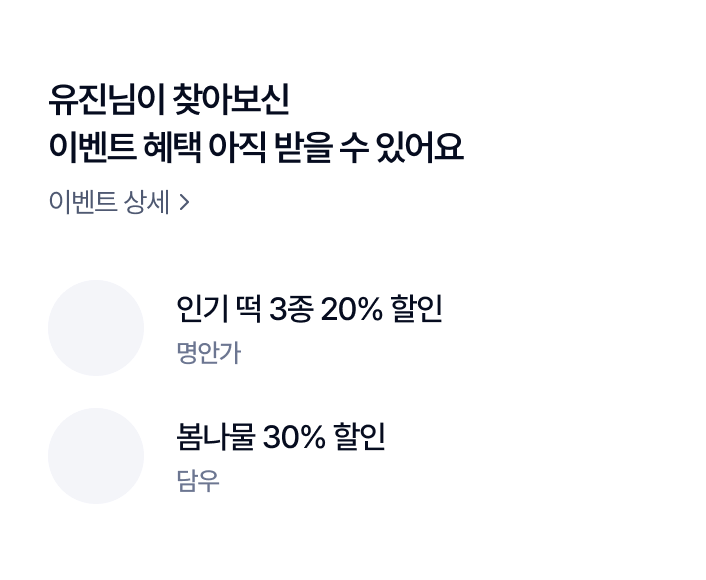 유진님이 찾아보신
이벤트 혜택 아직 받을 수 있어요
이벤트 상세 >
인기 떡 3종 20% 할인
명안가
봄나물 30% 할인
담우